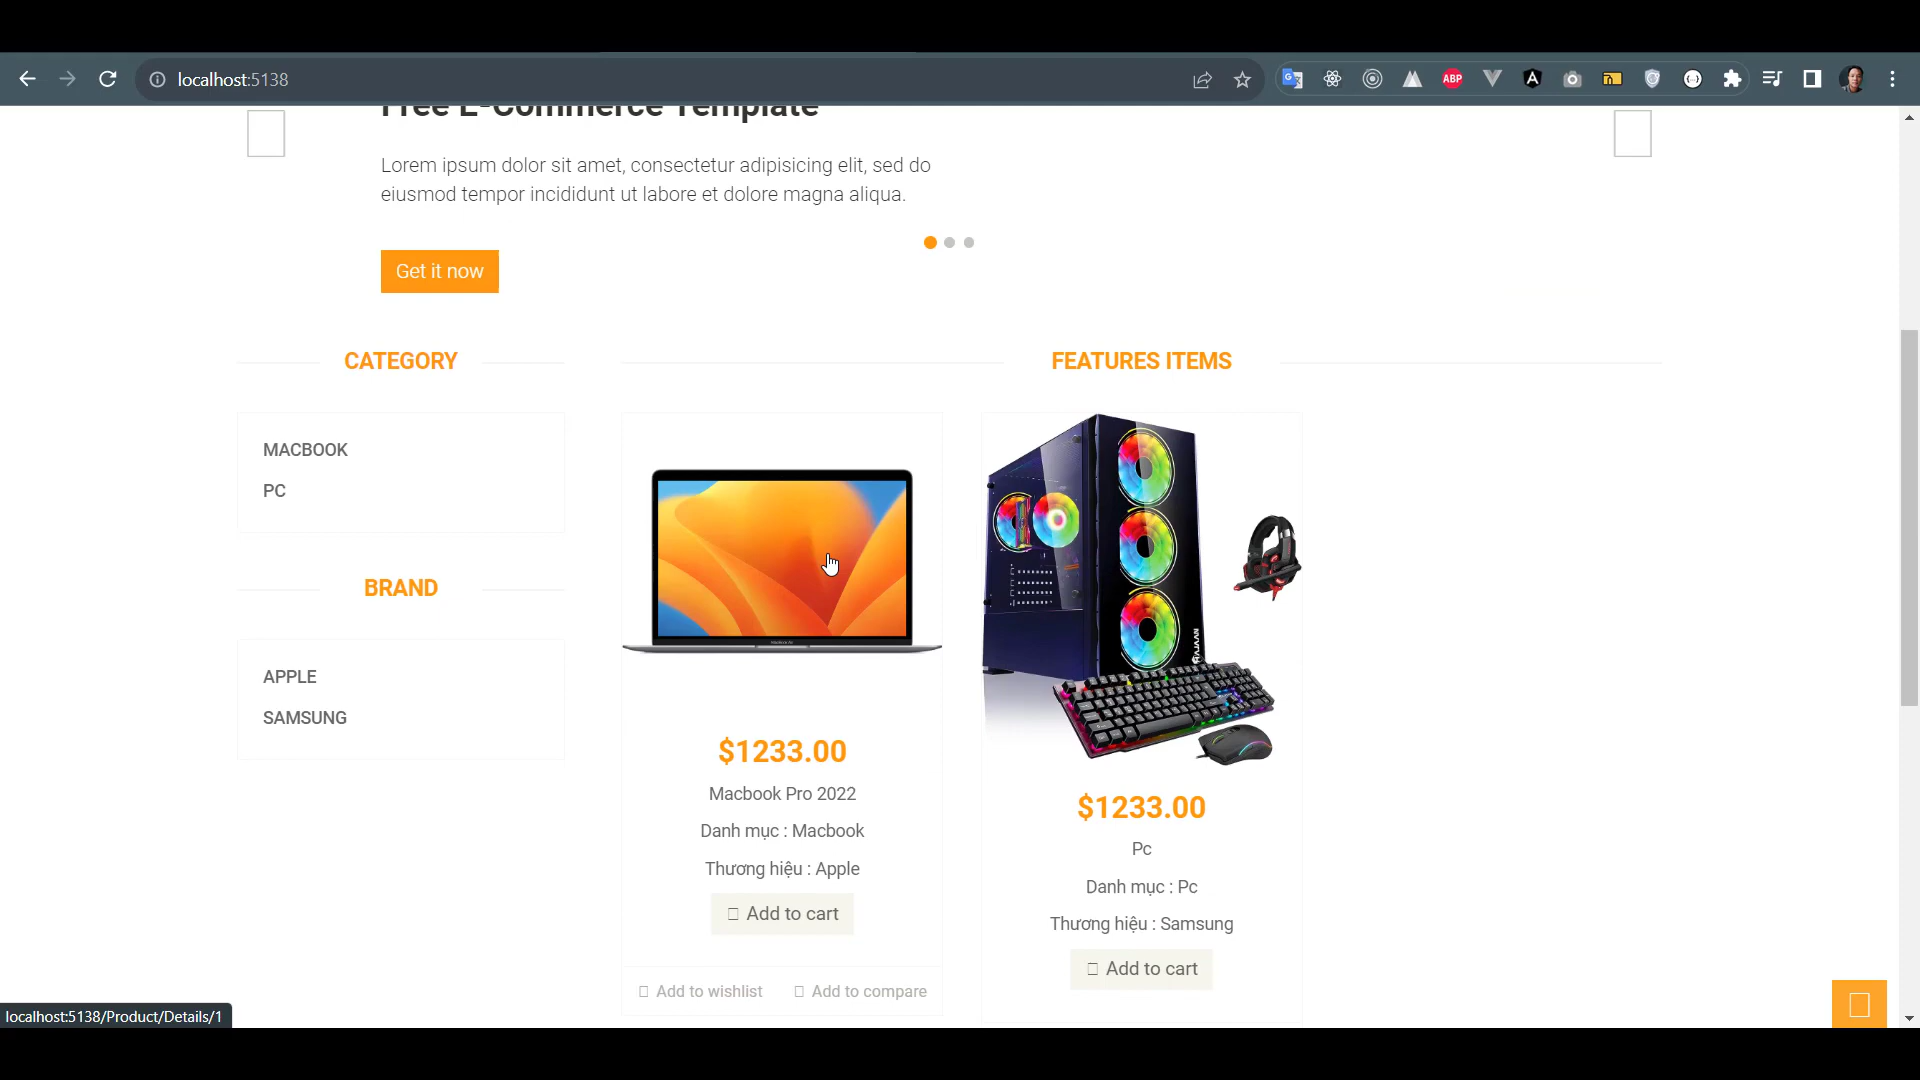 localhost:5138
ABP
Free E-Commerce Template
Lorem ipsum dolor sit amet, consectetur adipisicing elit, sed do
eiusmod tempor incididunt ut labore et dolore magna aliqua.
Get it now
CATEGORY
MACBOOK
PC
BRAND
APPLE
SAMSUNG
FEATURES ITEMS
$1233.00
Macbook Pro 2022
Danh mục : Macbook
Thương hiệu : Apple
Add to cart
Add to wishlist
Add to compare
$1233.00
Pc
Danh mục : Pc
Thương hiệu : Samsung
Add to cart
localhost:5138/Product/Details/1